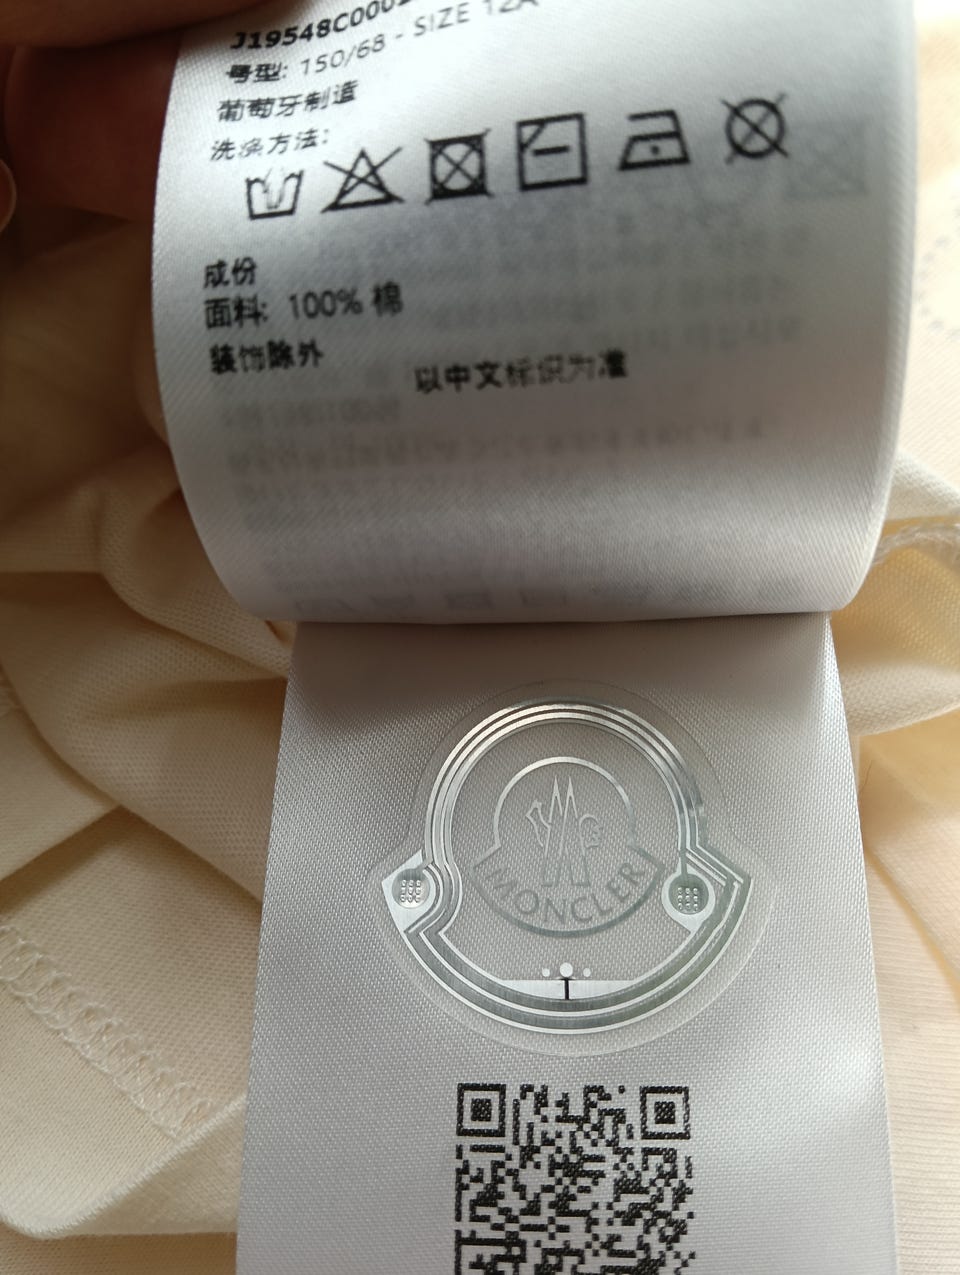 J19548C000
号型: 150/68 - SIZE 12A
葡萄牙制造
洗涤方法:
成份
面料: 100% 棉
装饰除外
以中文标识为准
MONCLER